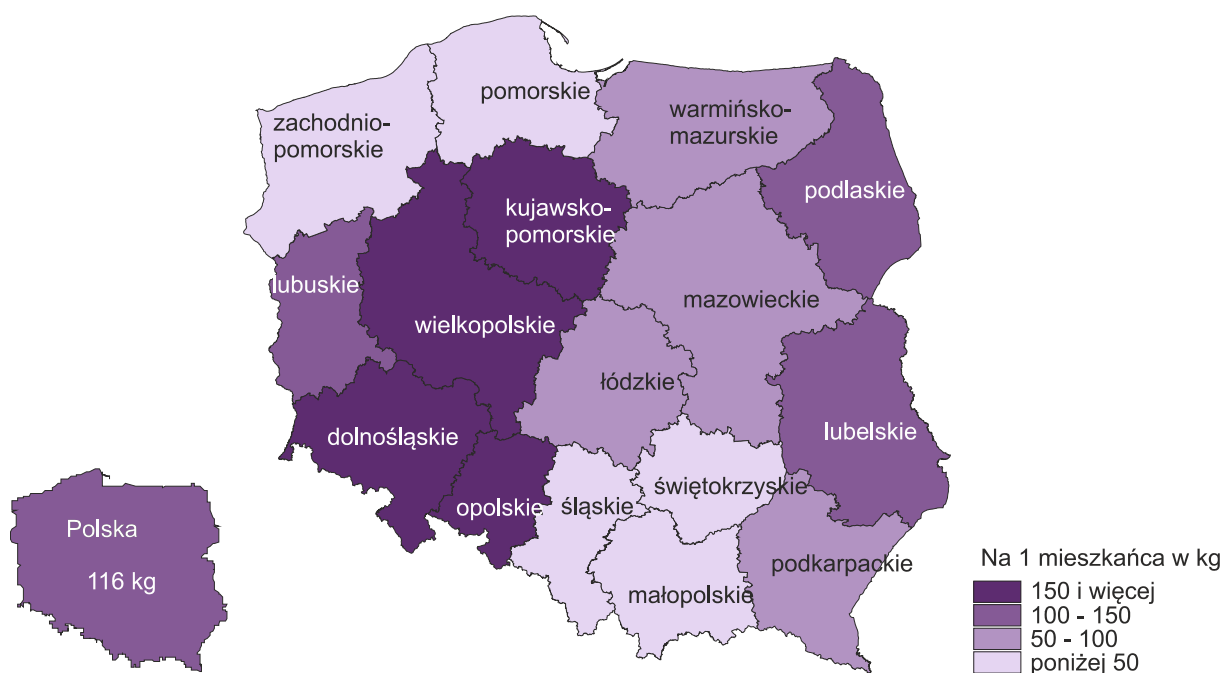 pomorskie
zachodnio-
pomorskie
warmińsko-
mazurskie
podlaskie
kujawsko-
pomorskie
lubuskie
mazowieckie
wielkopolskie
łódzkie
dolnośląskie
lubelskie
opolskie
śląskie
świętokrzyskie
małopolskie
podkarpackie
Polska
116 kg
Na 1 mieszkańca w kg
150 i więcej
100 - 150
50 - 100
poniżej 50